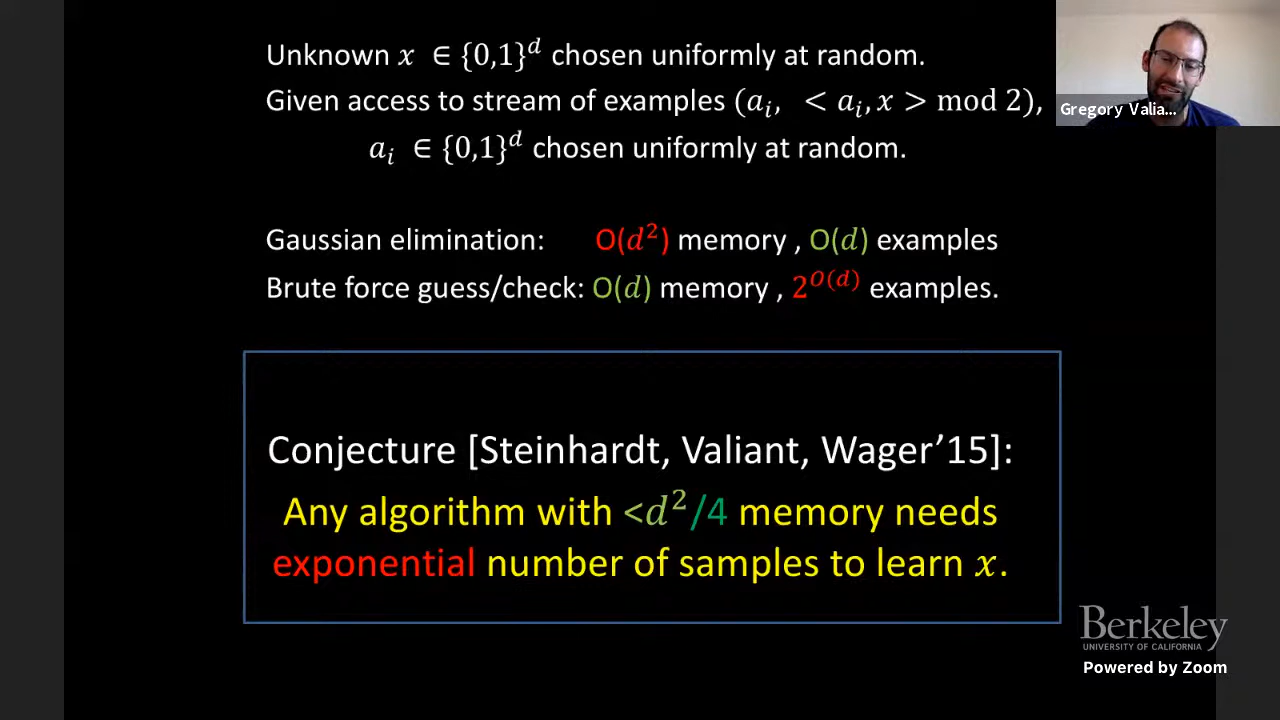 Unknown x ∈ {0,1}^d chosen uniformly at random.
Given access to stream of examples (a_i, < a_i, x > mod 2),
a_i ∈ {0,1}^d chosen uniformly at random.
Gregory Valia...
Gaussian elimination: O(d²) memory , O(d) examples
Brute force guess/check: O(d) memory , 2^{O(d)} examples.
Conjecture [Steinhardt, Valiant, Wager’15]:
Any algorithm with <d²/4 memory needs
exponential number of samples to learn x.
Berkeley
UNIVERSITY OF CALIFORNIA
Powered by Zoom